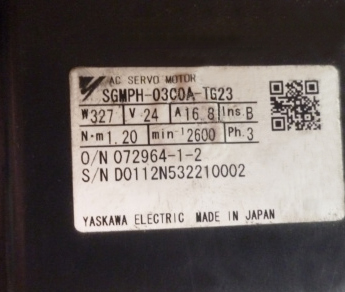 AC SERVO MOTOR
SGMPH-03C0A-TG23
W 327 V 24 A 16.8 Ins. B
N·m 1.20 min⁻¹ 2600 Ph. 3
O/N 072964-1-2
S/N D0112N532210002
YASKAWA ELECTRIC MADE IN JAPAN